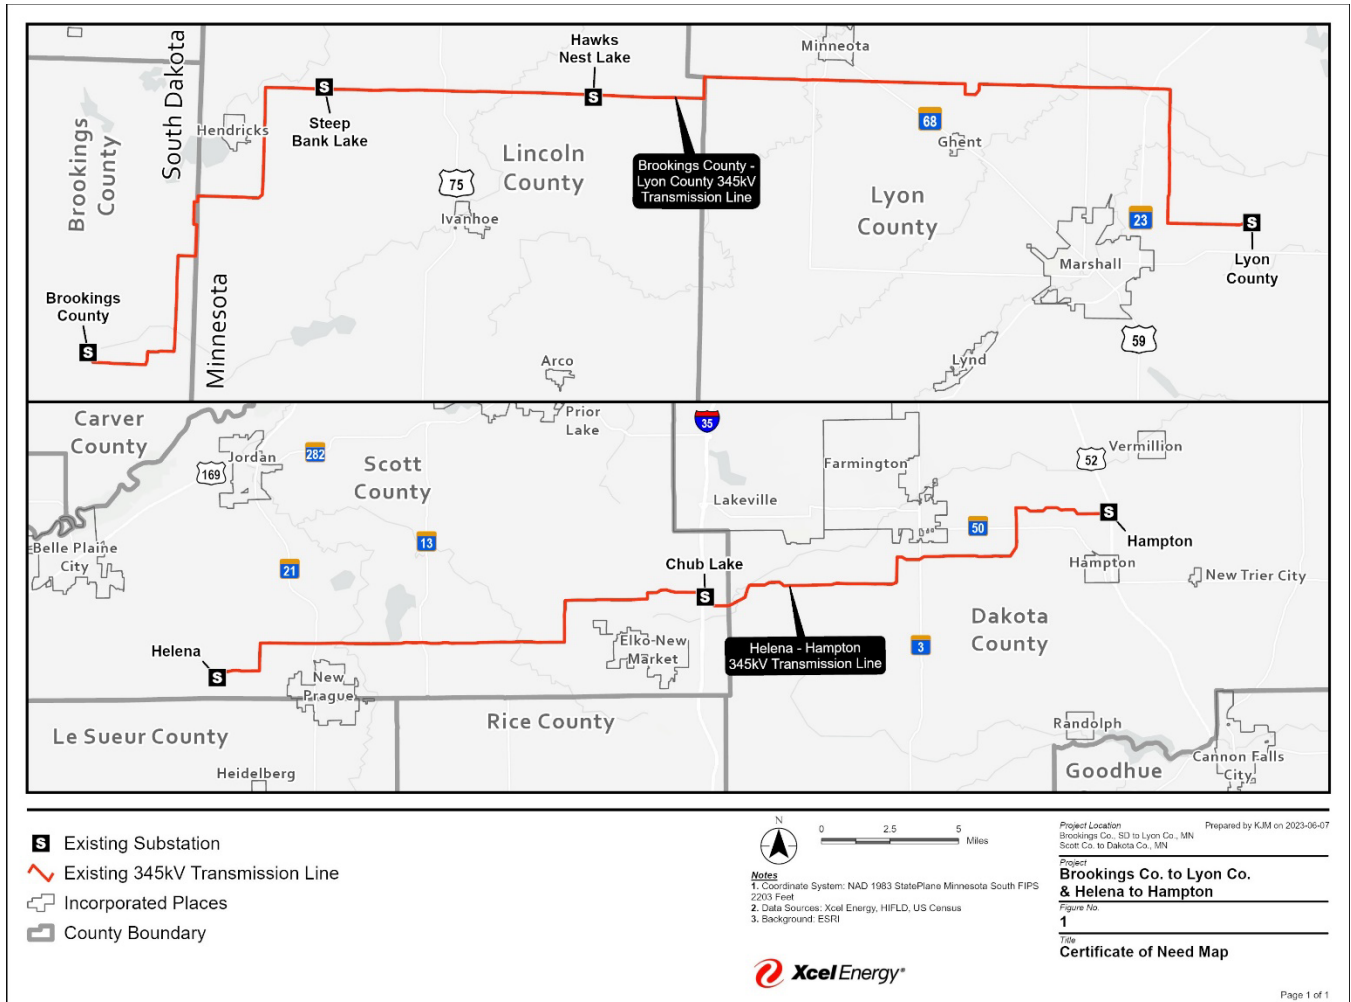 Hawks
Nest Lake
Minneota
South Dakota
Brookings
County
Hendricks
Steep
Bank Lake
68
Ghent
Lincoln
County
Brookings County -
Lyon County 345kV
Transmission Line
75
Lyon
County
Ivanhoe
23
Marshall
Lyon
County
Minnesota
Brookings
County
59
Arco
Lynd
Carver
County
Prior
Lake
35
Vermillion
Jordan
282
Scott
County
169
Farmington
52
Lakeville
Belle Plaine
City
13
50
Hampton
21
Chub Lake
Hampton
New Trier City
Dakota
County
Helena
Elko-New
Market
Helena - Hampton
345kV Transmission Line
3
New
Prague
Le Sueur County
Rice County
Randolph
Heidelberg
Goodhue
Cannon Falls
City
S Existing Substation
Existing 345kV Transmission Line
Incorporated Places
County Boundary
N
0 2.5 5
Miles
Notes
1. Coordinate System: NAD 1983 StatePlane Minnesota South FIPS
2203 Feet
2. Data Sources: Xcel Energy, HIFLD, US Census
3. Background: ESRI
Xcel Energy®
Project Location Prepared by KJM on 2023-06-07
Brookings Co., SD to Lyon Co., MN
Scott Co. to Dakota Co., MN
Project
Brookings Co. to Lyon Co.
& Helena to Hampton
Figure No.
1
Title
Certificate of Need Map
Page 1 of 1